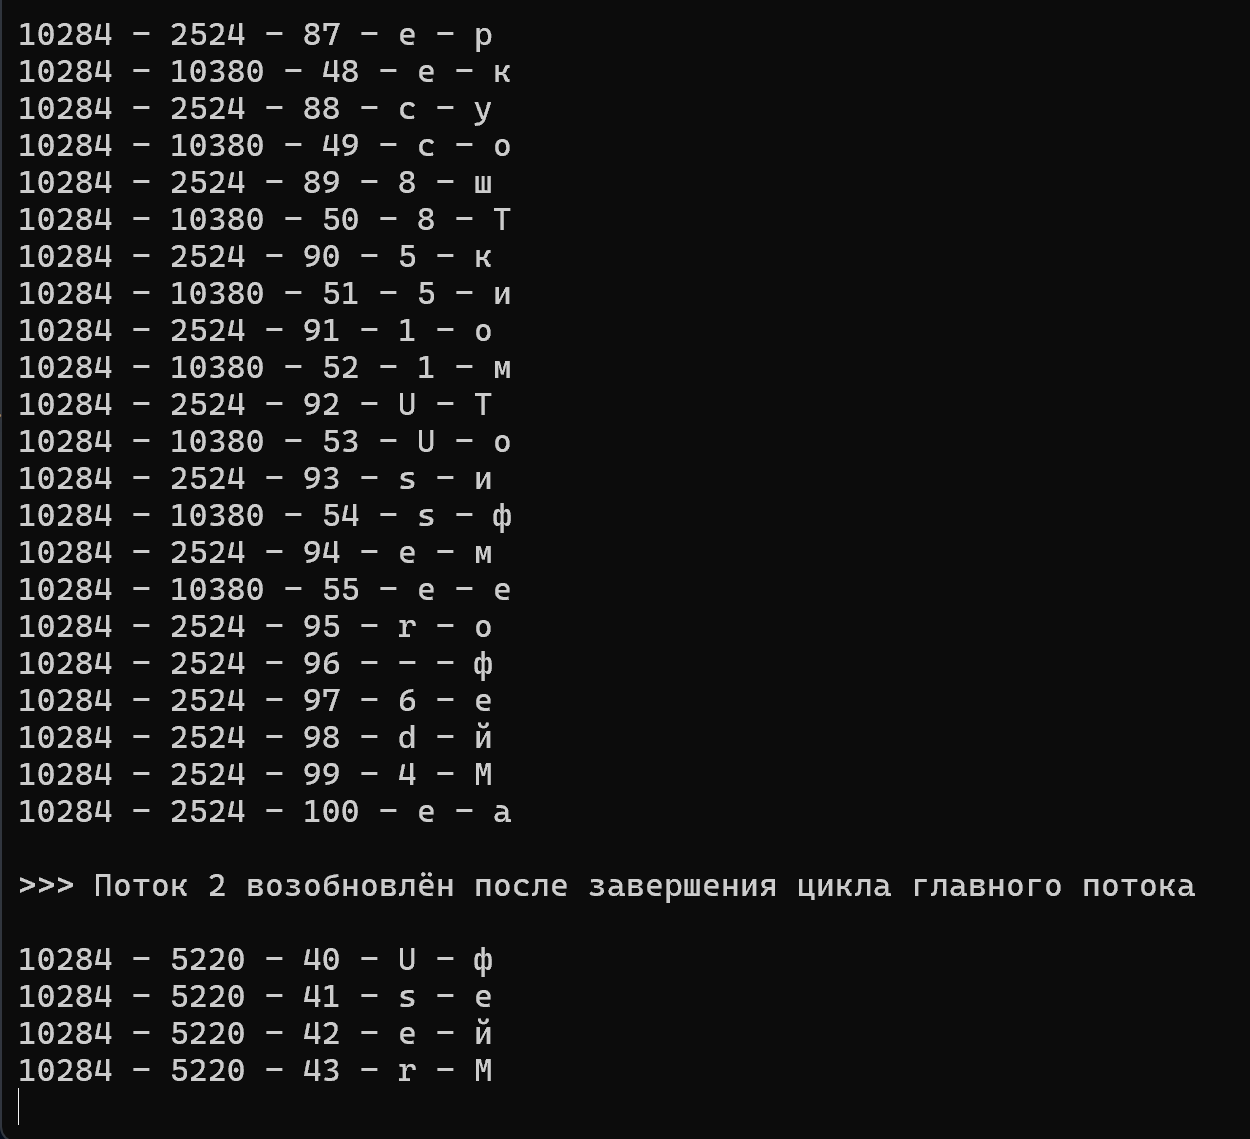 10284 – 2524 – 87 – e – р
10284 – 10380 – 48 – e – к
10284 – 2524 – 88 – c – у
10284 – 10380 – 49 – c – о
10284 – 2524 – 89 – 8 – ш
10284 – 10380 – 50 – 8 – Т
10284 – 2524 – 90 – 5 – к
10284 – 10380 – 51 – 5 – и
10284 – 2524 – 91 – 1 – о
10284 – 10380 – 52 – 1 – м
10284 – 2524 – 92 – U – Т
10284 – 10380 – 53 – U – о
10284 – 2524 – 93 – s – и
10284 – 10380 – 54 – s – ф
10284 – 2524 – 94 – e – м
10284 – 10380 – 55 – e – е
10284 – 2524 – 95 – r – о
10284 – 2524 – 96 – – – ф
10284 – 2524 – 97 – 6 – е
10284 – 2524 – 98 – d – й
10284 – 2524 – 99 – 4 – М
10284 – 2524 – 100 – e – а
>>> Поток 2 возобновлён после завершения цикла главного потока
10284 – 5220 – 40 – U – ф
10284 – 5220 – 41 – s – е
10284 – 5220 – 42 – e – й
10284 – 5220 – 43 – r – М